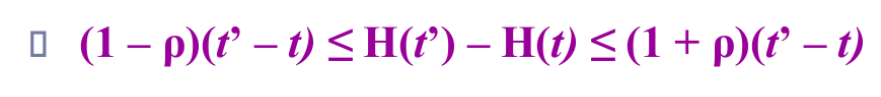 (1 – ρ)(t’ – t) ≤ H(t’) – H(t) ≤ (1 + ρ)(t’ – t)